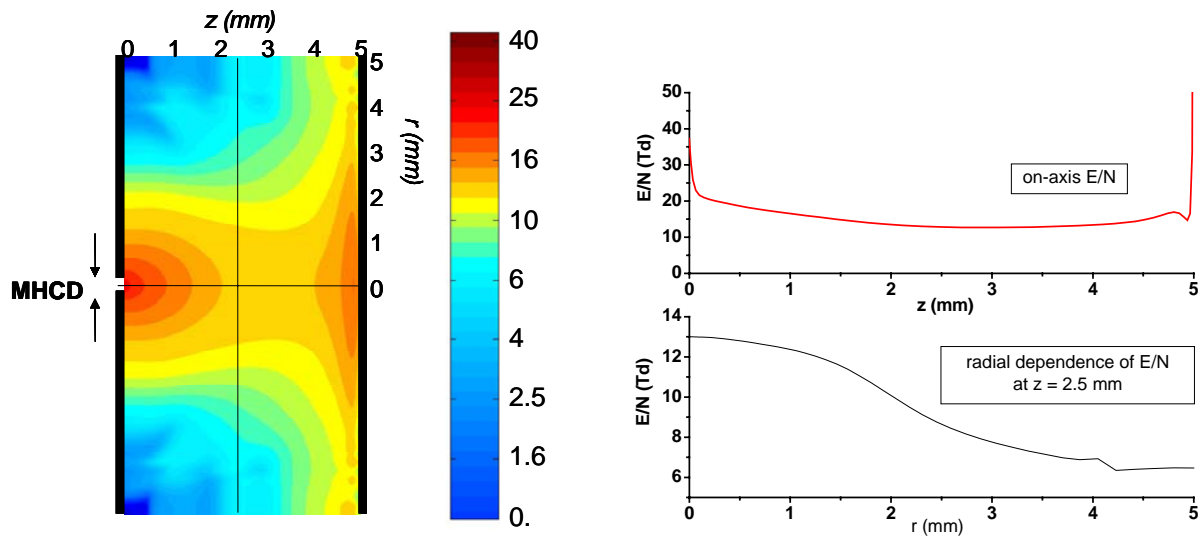 z (mm)
0 1 2 3 4 5
5
4
3
2
1
0
r (mm)
MHCD
40
25
16
10
6
4
2.5
1.6
0.
50
40
30
20
10
0
E/N (Td)
on-axis E/N
0 1 2 3 4 5
z (mm)
14
12
10
8
6
E/N (Td)
radial dependence of E/N
at z = 2.5 mm
0 1 2 3 4 5
r (mm)